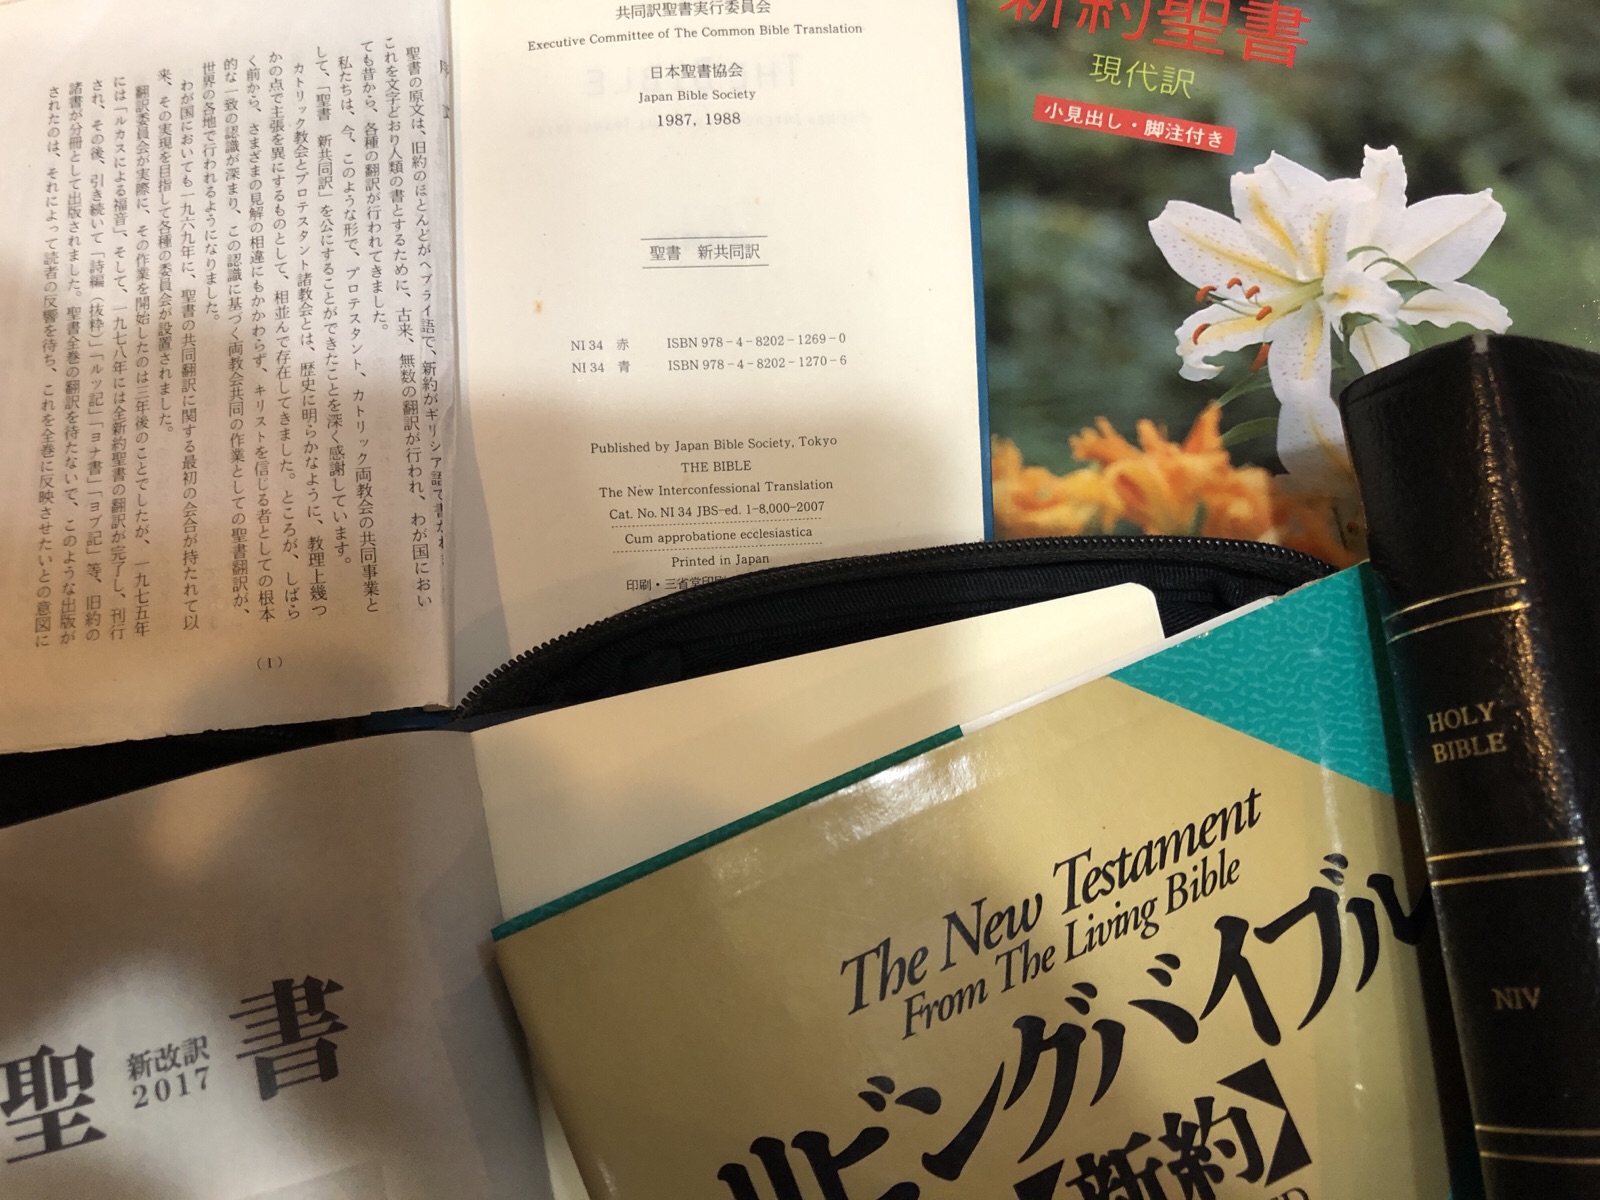 聖書の原文は、旧約のほとんどがヘブライ語で、新約がギリシア語で書かれ
これを文字どおり人類の書とするために、古来、無数の翻訳が行われ、わが国におい
ても昔から、各種の翻訳が行われてきました。
私たちは、今、このような形で、プロテスタント、カトリック両教会の共同事業と
して、「聖書 新共同訳」を公にすることができたことを深く感謝しています。
カトリック教会とプロテスタント諸教会とは、歴史に明らかなように、教理上幾つ
かの点で主張を異にするものとして、相並んで存在してきました。ところが、しばら
く前から、さまざまの見解の相違にもかかわらず、キリストを信じる者としての根本
的な一致の認識が深まり、この認識に基づく両教会共同の作業としての聖書翻訳が、
世界の各地で行われるようになりました。
わが国においても一九六九年に、聖書の共同翻訳に関する最初の会合が持たれて以
来、その実現を目指して各種の委員会が設置されました。
翻訳委員会が実際に、その作業を開始したのは三年後のことでしたが、一九七五年
には「ルカスによる福音」、そして、一九七八年には全新約聖書の翻訳が完了し、刊行
され、その後、引き続いて「詩編（抜粋）」「ルツ記」「ヨナ書」「ヨブ記」等、旧約の
諸書が分冊として出版されました。聖書全巻の翻訳を待たないで、このような出版が
されたのは、それによって読者の反響を待ち、これを全巻に反映させたいとの意図に
(1)
共同訳聖書実行委員会
Executive Committee of The Common Bible Translation
日本聖書協会
Japan Bible Society
1987, 1988
聖書 新共同訳
NI 34 赤 ISBN 978-4-8202-1269-0
NI 34 青 ISBN 978-4-8202-1270-6
Published by Japan Bible Society, Tokyo
THE BIBLE
The New Interconfessional Translation
Cat. No. NI 34 JBS-ed. 1-8,000-2007
Cum approbatione ecclesiastica
Printed in Japan
印刷・三省堂印刷
新約聖書
現代訳
小見出し・脚注付き
HOLY
BIBLE
NIV
The New Testament
From The Living Bible
リビングバイブル
【新約】
聖書
新改訳
2017